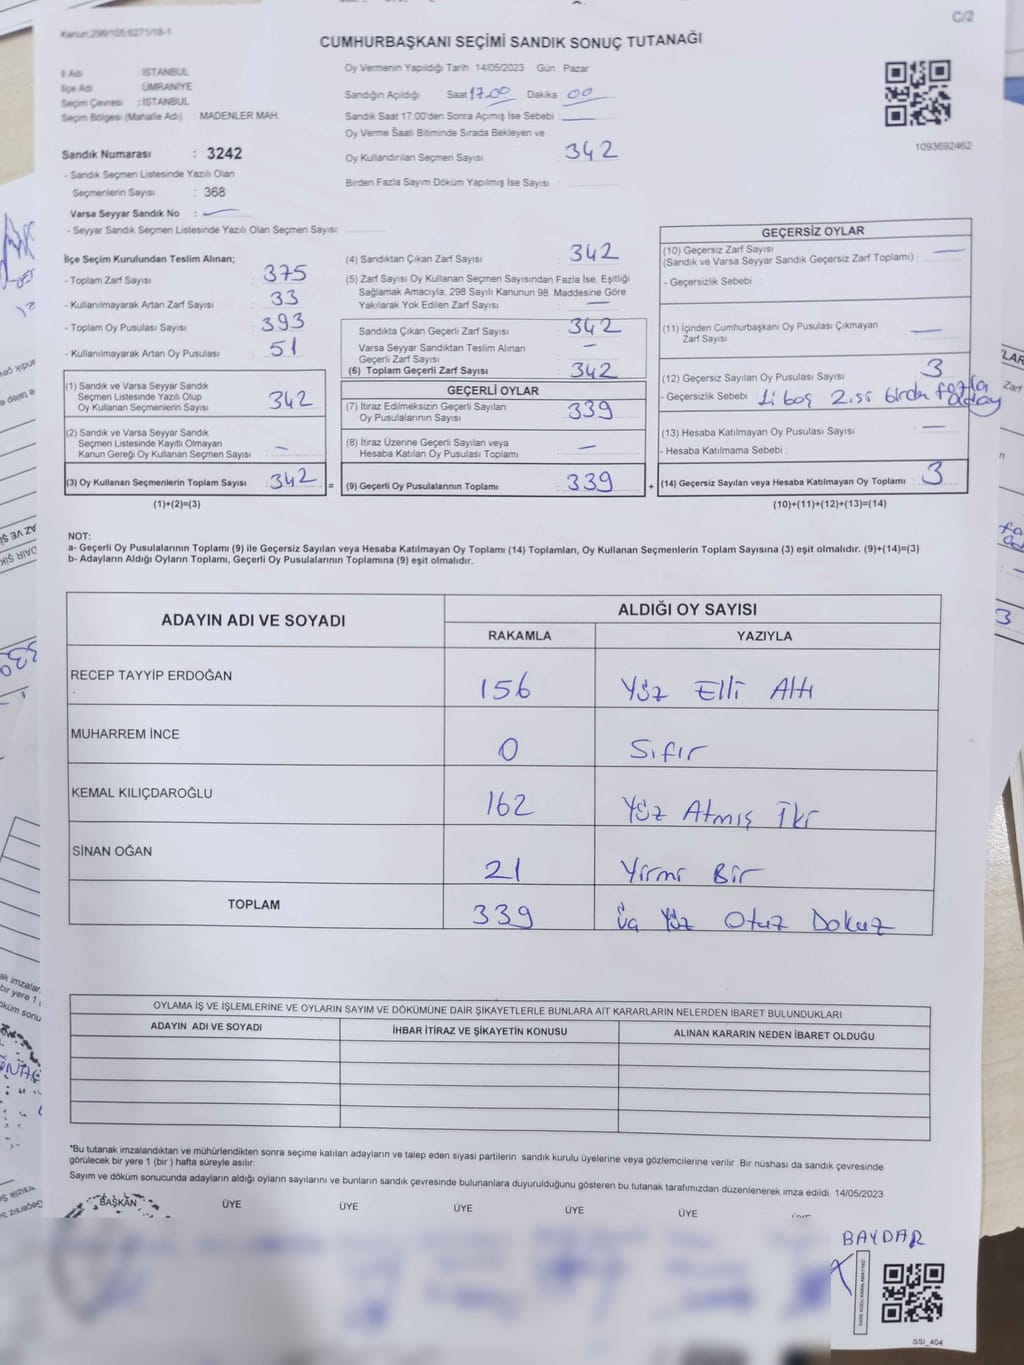 Kanun:298/105;6271/18-1
C/2
CUMHURBAŞKANI SEÇİMİ SANDIK SONUÇ TUTANAĞI
İl Adı : İSTANBUL
İlçe Adı : ÜMRANİYE
Seçim Çevresi : İSTANBUL
Seçim Bölgesi (Mahalle Adı) : MADENLER MAH.
Sandık Numarası : 3242
- Sandık Seçmen Listesinde Yazılı Olan
Seçmenlerin Sayısı : 368
Varsa Seyyar Sandık No : —
- Seyyar Sandık Seçmen Listesinde Yazılı Olan Seçmen Sayısı:
Oy Vermenin Yapıldığı Tarih : 14/05/2023 Gün : Pazar
Sandığın Açıldığı Saat 17.00 Dakika 00
Sandık Saat 17:00'den Sonra Açımış İse Sebebi : —
Oy Verme Saati Bitiminde Sırada Bekleyen ve
Oy Kullandırılan Seçmen Sayısı : 342
Birden Fazla Sayım Döküm Yapılmış İse Sayısı :
1093692462
İlçe Seçim Kurulundan Teslim Alınan;
- Toplam Zarf Sayısı : 375
- Kullanılmayarak Artan Zarf Sayısı : 33
- Toplam Oy Pusulası Sayısı : 393
- Kullanılmayarak Artan Oy Pusulası : 51
(1) Sandık ve Varsa Seyyar Sandık
Seçmen Listesinde Yazılı Olup
Oy Kullanan Seçmenlerin Sayısı : 342
(2) Sandık ve Varsa Seyyar Sandık
Seçmen Listesinde Kayıtlı Olmayan
Kanun Gereği Oy Kullanan Seçmen Sayısı : —
(3) Oy Kullanan Seçmenlerin Toplam Sayısı : 342 =
(1)+(2)=(3)
(4) Sandıktan Çıkan Zarf Sayısı : 342
(5) Zarf Sayısı Oy Kullanan Seçmen Sayısından Fazla İse, Eşitliği
Sağlamak Amacıyla; 298 Sayılı Kanunun 98. Maddesine Göre
Yakılarak Yok Edilen Zarf Sayısı : —
Sandıkta Çıkan Geçerli Zarf Sayısı : 342
Varsa Seyyar Sandıktan Teslim Alınan
Geçerli Zarf Sayısı : —
(6) Toplam Geçerli Zarf Sayısı : 342
GEÇERLİ OYLAR
(7) İtiraz Edilmeksizin Geçerli Sayılan
Oy Pusulalarının Sayısı : 339
(8) İtiraz Üzerine Geçerli Sayılan veya
Hesaba Katılan Oy Pusulası Toplamı : —
(9) Geçerli Oy Pusulalarının Toplamı : 339 +
GEÇERSİZ OYLAR
(10) Geçersiz Zarf Sayısı
(Sandık ve Varsa Seyyar Sandık Geçersiz Zarf Toplamı) : —
- Geçersizlik Sebebi :
(11) İçinden Cumhurbaşkanı Oy Pusulası Çıkmayan
Zarf Sayısı : —
(12) Geçersiz Sayılan Oy Pusulası Sayısı : 3
- Geçersizlik Sebebi : boş birden fazla
aday
(13) Hesaba Katılmayan Oy Pusulası Sayısı : —
- Hesaba Katılmama Sebebi :
(14) Geçersiz Sayılan veya Hesaba Katılmayan Oy Toplamı : 3
(10)+(11)+(12)+(13)=(14)
NOT:
a- Geçerli Oy Pusulalarının Toplamı (9) ile Geçersiz Sayılan veya Hesaba Katılmayan Oy Toplamı (14) Toplamları, Oy Kullanan Seçmenlerin Toplam Sayısına (3) eşit olmalıdır. (9)+(14)=(3)
b- Adayların Aldığı Oyların Toplamı, Geçerli Oy Pusulalarının Toplamına (9) eşit olmalıdır.
ADAYIN ADI VE SOYADI
ALDIĞI OY SAYISI
RAKAMLA YAZIYLA
RECEP TAYYİP ERDOĞAN 156 Yüz Elli Altı
MUHARREM İNCE 0 Sıfır
KEMAL KILIÇDAROĞLU 162 Yüz Atmış İki
SİNAN OĞAN 21 Yirmi Bir
TOPLAM 339 Üç Yüz Otuz Dokuz
OYLAMA İŞ VE İŞLEMLERİNE VE OYLARIN SAYIM VE DÖKÜMÜNE DAİR ŞİKAYETLERLE BUNLARA AİT KARARLARIN NELERDEN İBARET BULUNDUKLARI
ADAYIN ADI VE SOYADI İHBAR İTİRAZ VE ŞİKAYETİN KONUSU ALINAN KARARIN NEDEN İBARET OLDUĞU
*Bu tutanak imzalandıktan ve mühürlendikten sonra seçime katılan adayların ve talep eden siyasi partilerin sandık kurulu üyelerine veya gözlemcilerine verilir. Bir nüshası da sandık çevresinde
görülecek bir yere 1 (bir) hafta süreyle asılır.
Sayım ve döküm sonucunda adayların aldığı oyların sayılarını ve bunların sandık çevresinde bulunanlara duyurulduğunu gösteren bu tutanak tarafımızdan düzenlenerek imza edildi. 14/05/2023
BAŞKAN ÜYE ÜYE ÜYE ÜYE ÜYE
BAYDAR
SSI_404